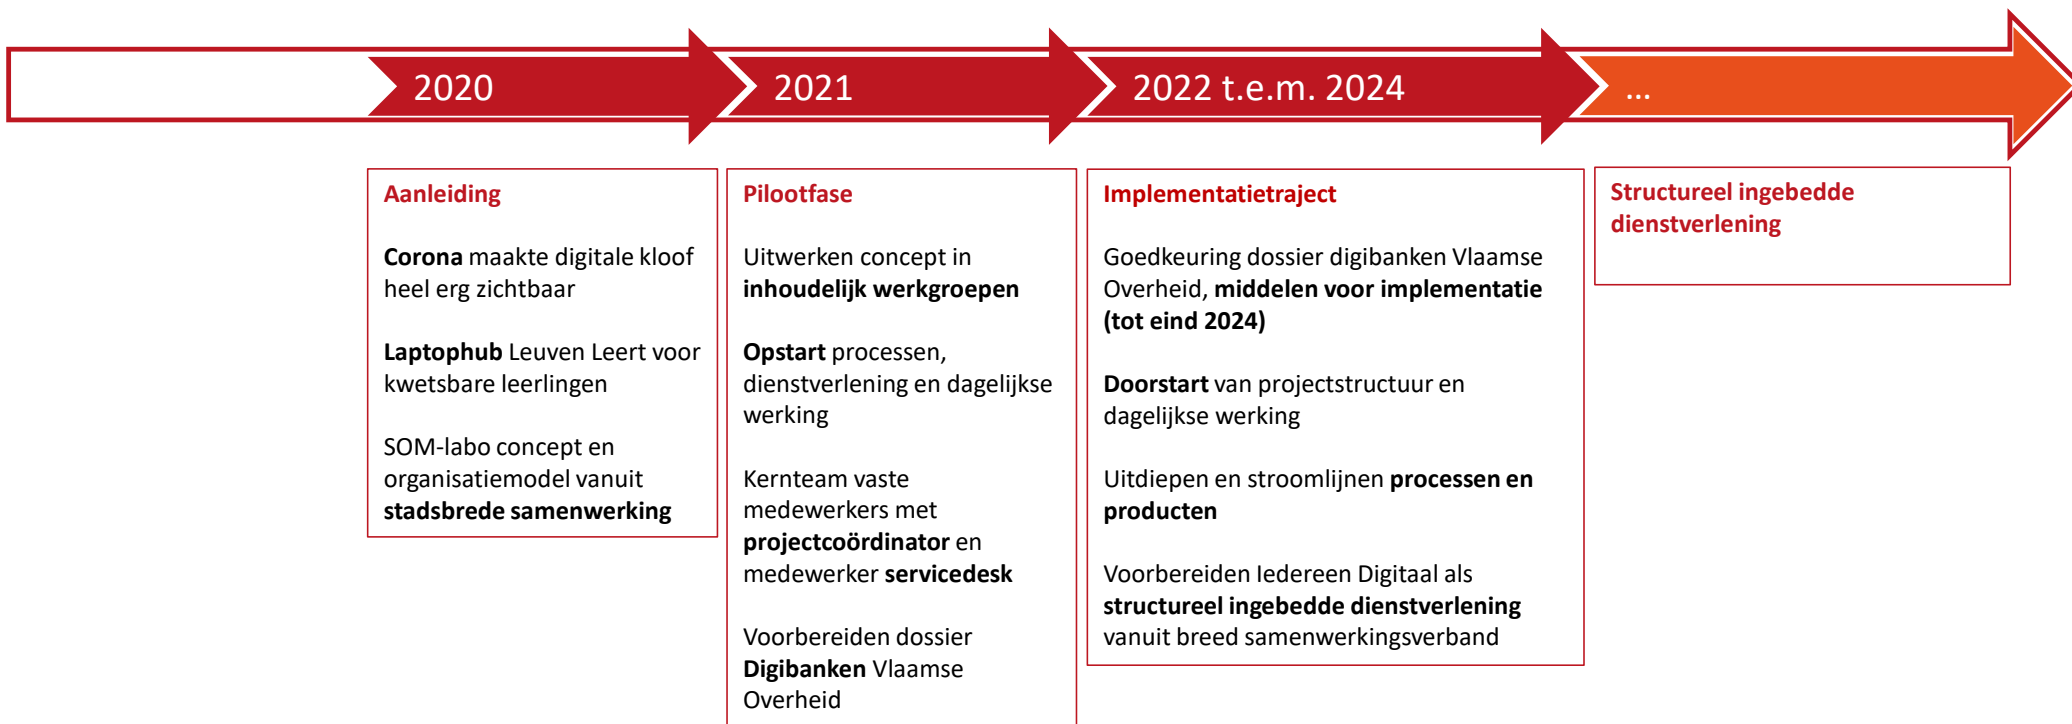 2020
2021
2022 t.e.m. 2024
...
Aanleiding
Corona maakte digitale kloof
heel erg zichtbaar
Laptophub Leuven Leert voor
kwetsbare leerlingen
SOM-labo concept en
organisatiemodel vanuit
stadsbrede samenwerking
Pilootfase
Uitwerken concept in
inhoudelijk werkgroepen
Opstart processen,
dienstverlening en dagelijkse
werking
Kernteam vaste
medewerkers met
projectcoördinator en
medewerker servicedesk
Voorbereiden dossier
Digibanken Vlaamse
Overheid
Implementatietraject
Goedkeuring dossier digibanken Vlaamse
Overheid, middelen voor implementatie
(tot eind 2024)
Doorstart van projectstructuur en
dagelijkse werking
Uitdiepen en stroomlijnen processen en
producten
Voorbereiden Iedereen Digitaal als
structureel ingebedde dienstverlening
vanuit breed samenwerkingsverband
Structureel ingebedde
dienstverlening